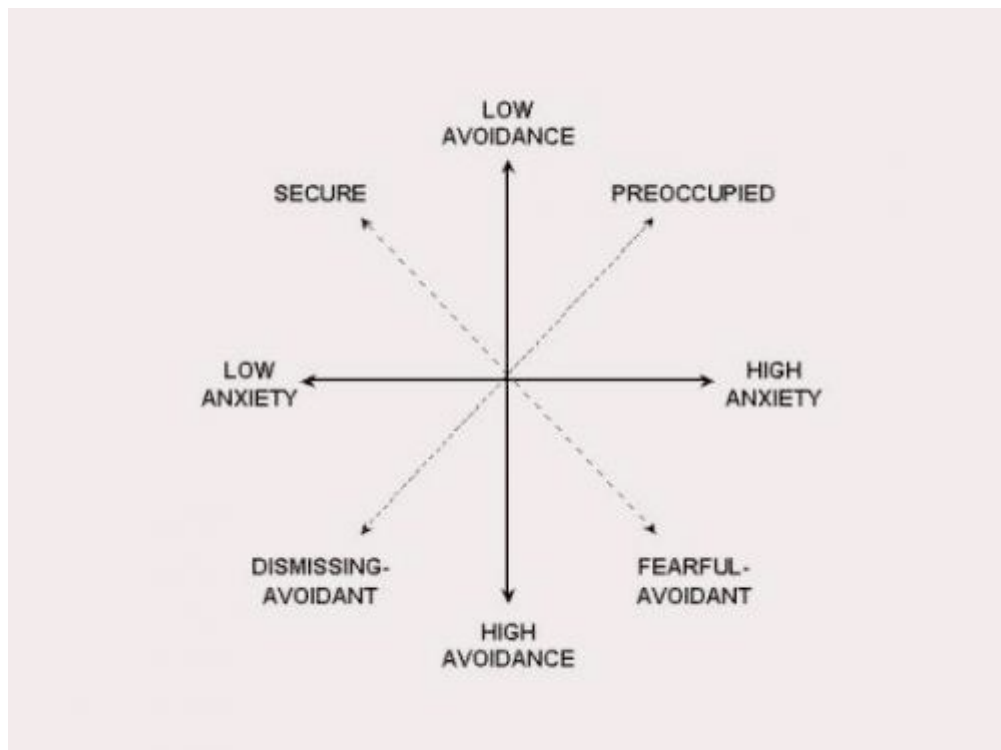 LOW
AVOIDANCE
SECURE
PREOCCUPIED
LOW
ANXIETY
HIGH
ANXIETY
DISMISSING-
AVOIDANT
FEARFUL-
AVOIDANT
HIGH
AVOIDANCE